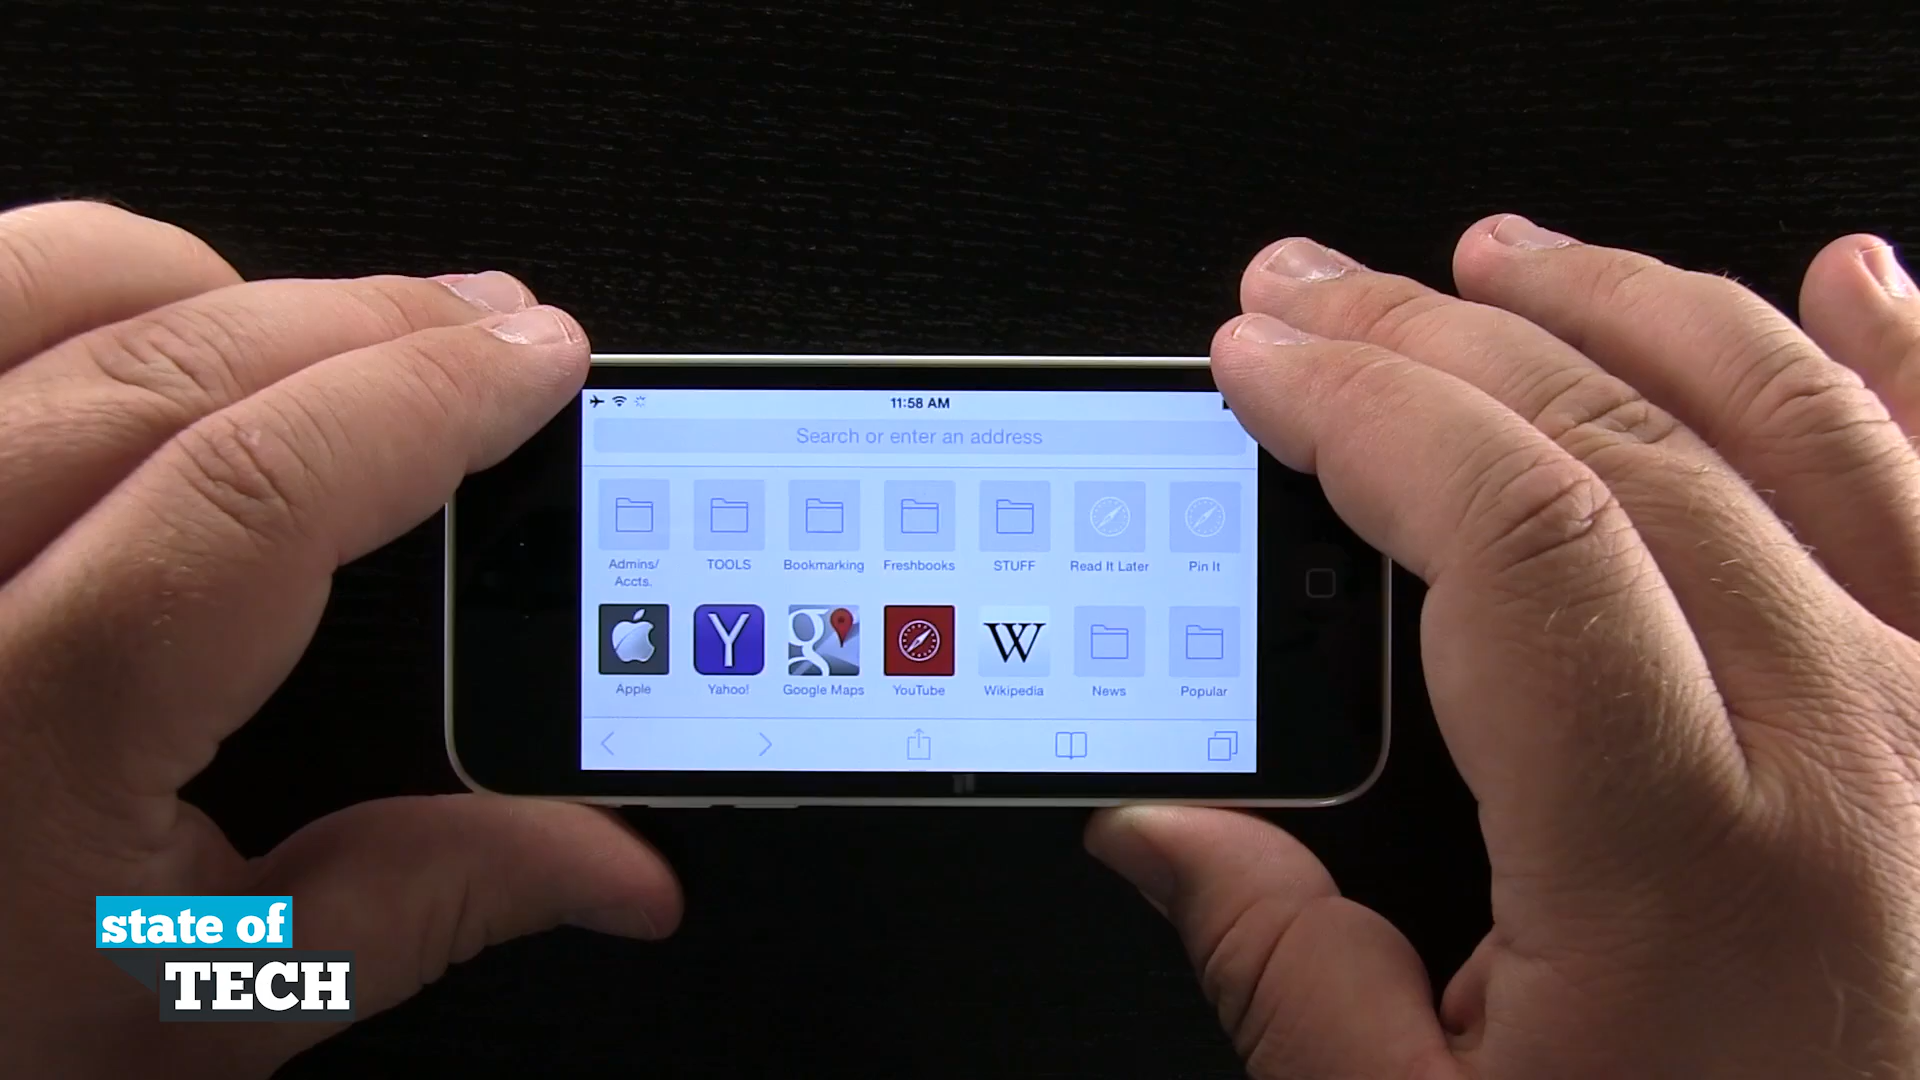 11:58 AM
Search or enter an address
Admins/
Accts.
TOOLS
Bookmarking
Freshbooks
STUFF
Read It Later
Pin It
Y
g
W
Apple
Yahoo!
Google Maps
YouTube
Wikipedia
News
Popular
state of
TECH